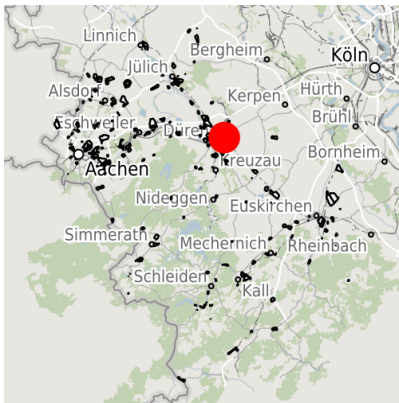 Linnich
Bergheim
Köln
Jülich
Alsdorf
Kerpen
Hürth
Brühl
Eschweiler
Düren
Bornheim
Kreuzau
Aachen
Nideggen
Euskirchen
Simmerath
Mechernich
Rheinbach
Schleiden
Kall